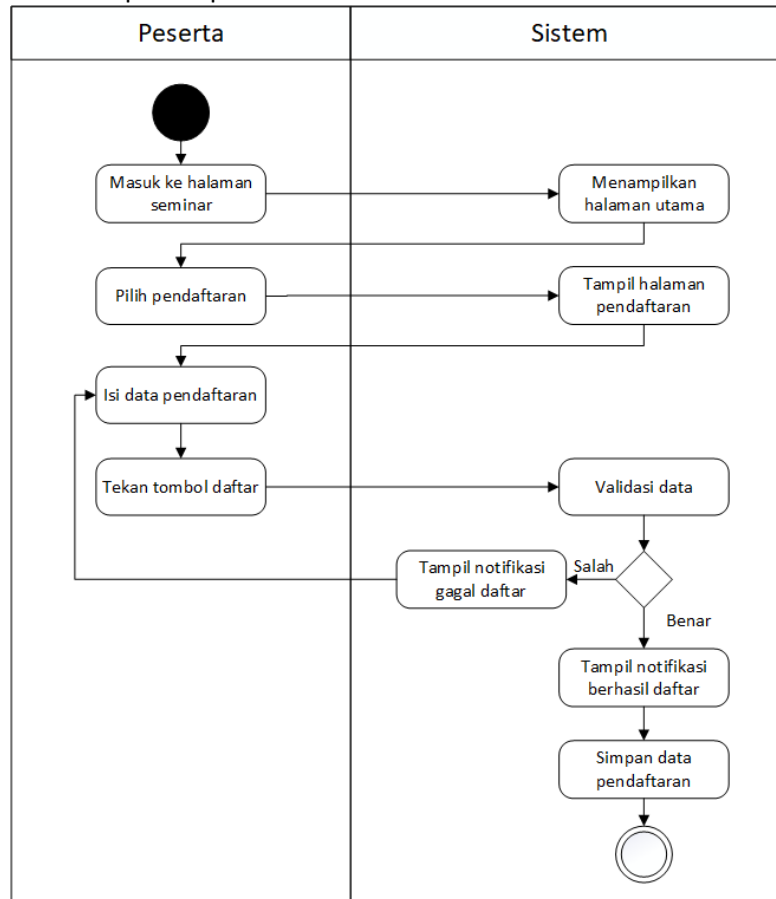 Peserta
Sistem
Masuk ke halaman
seminar
Menampilkan
halaman utama
Pilih pendaftaran
Tampil halaman
pendaftaran
Isi data pendaftaran
Tekan tombol daftar
Validasi data
Tampil notifikasi
gagal daftar
Salah
Benar
Tampil notifikasi
berhasil daftar
Simpan data
pendaftaran